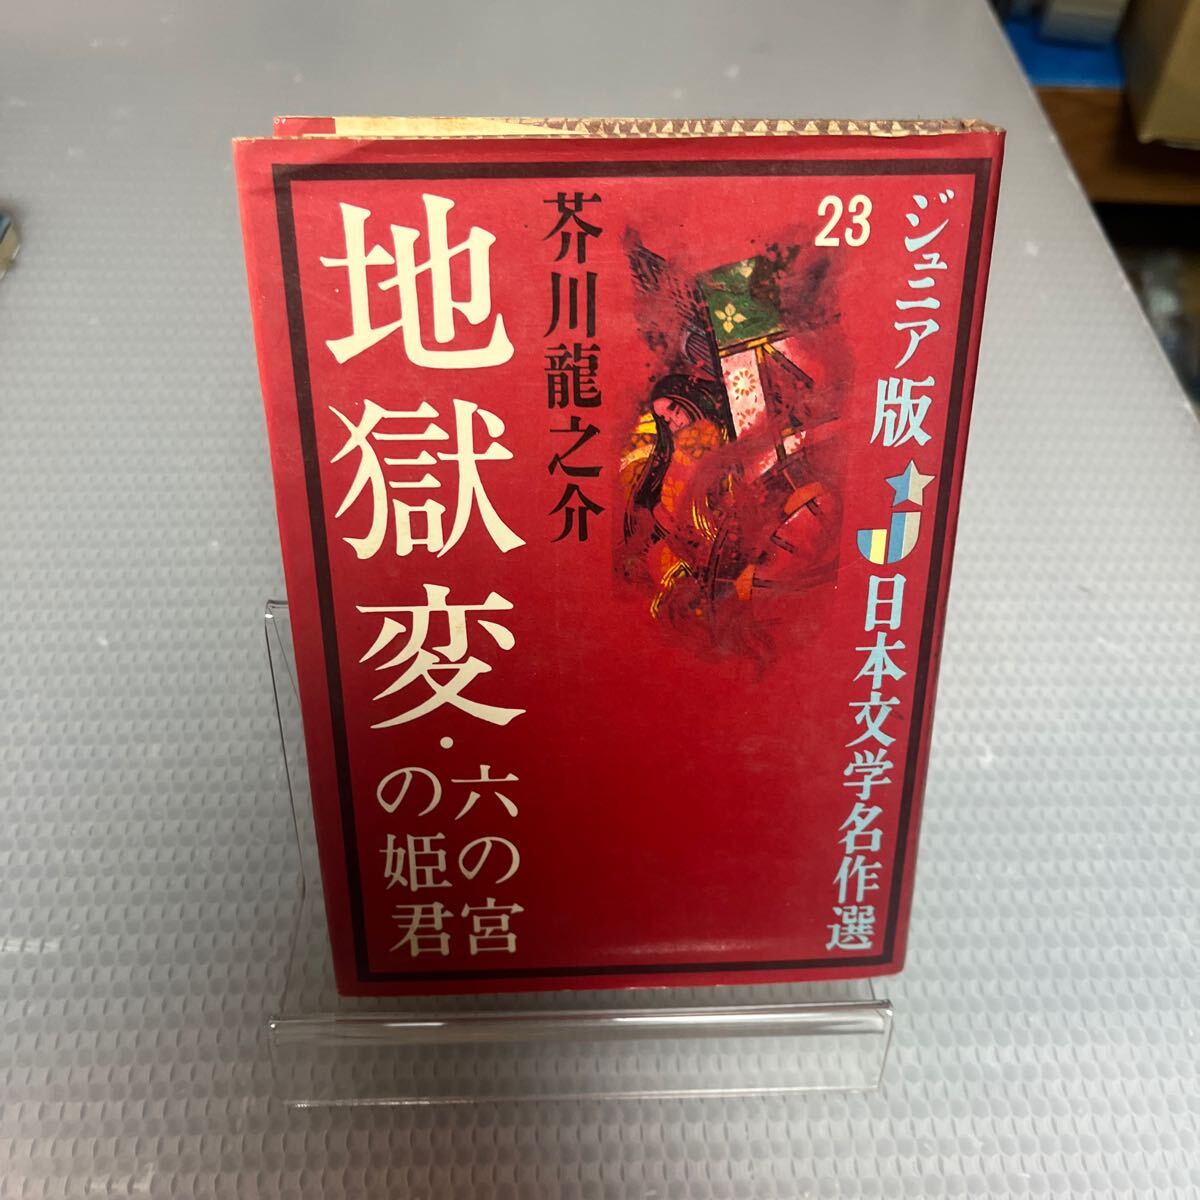 ジュニア版
日本文学名作選
23
芥川龍之介
地獄変・六の宮
の姫君